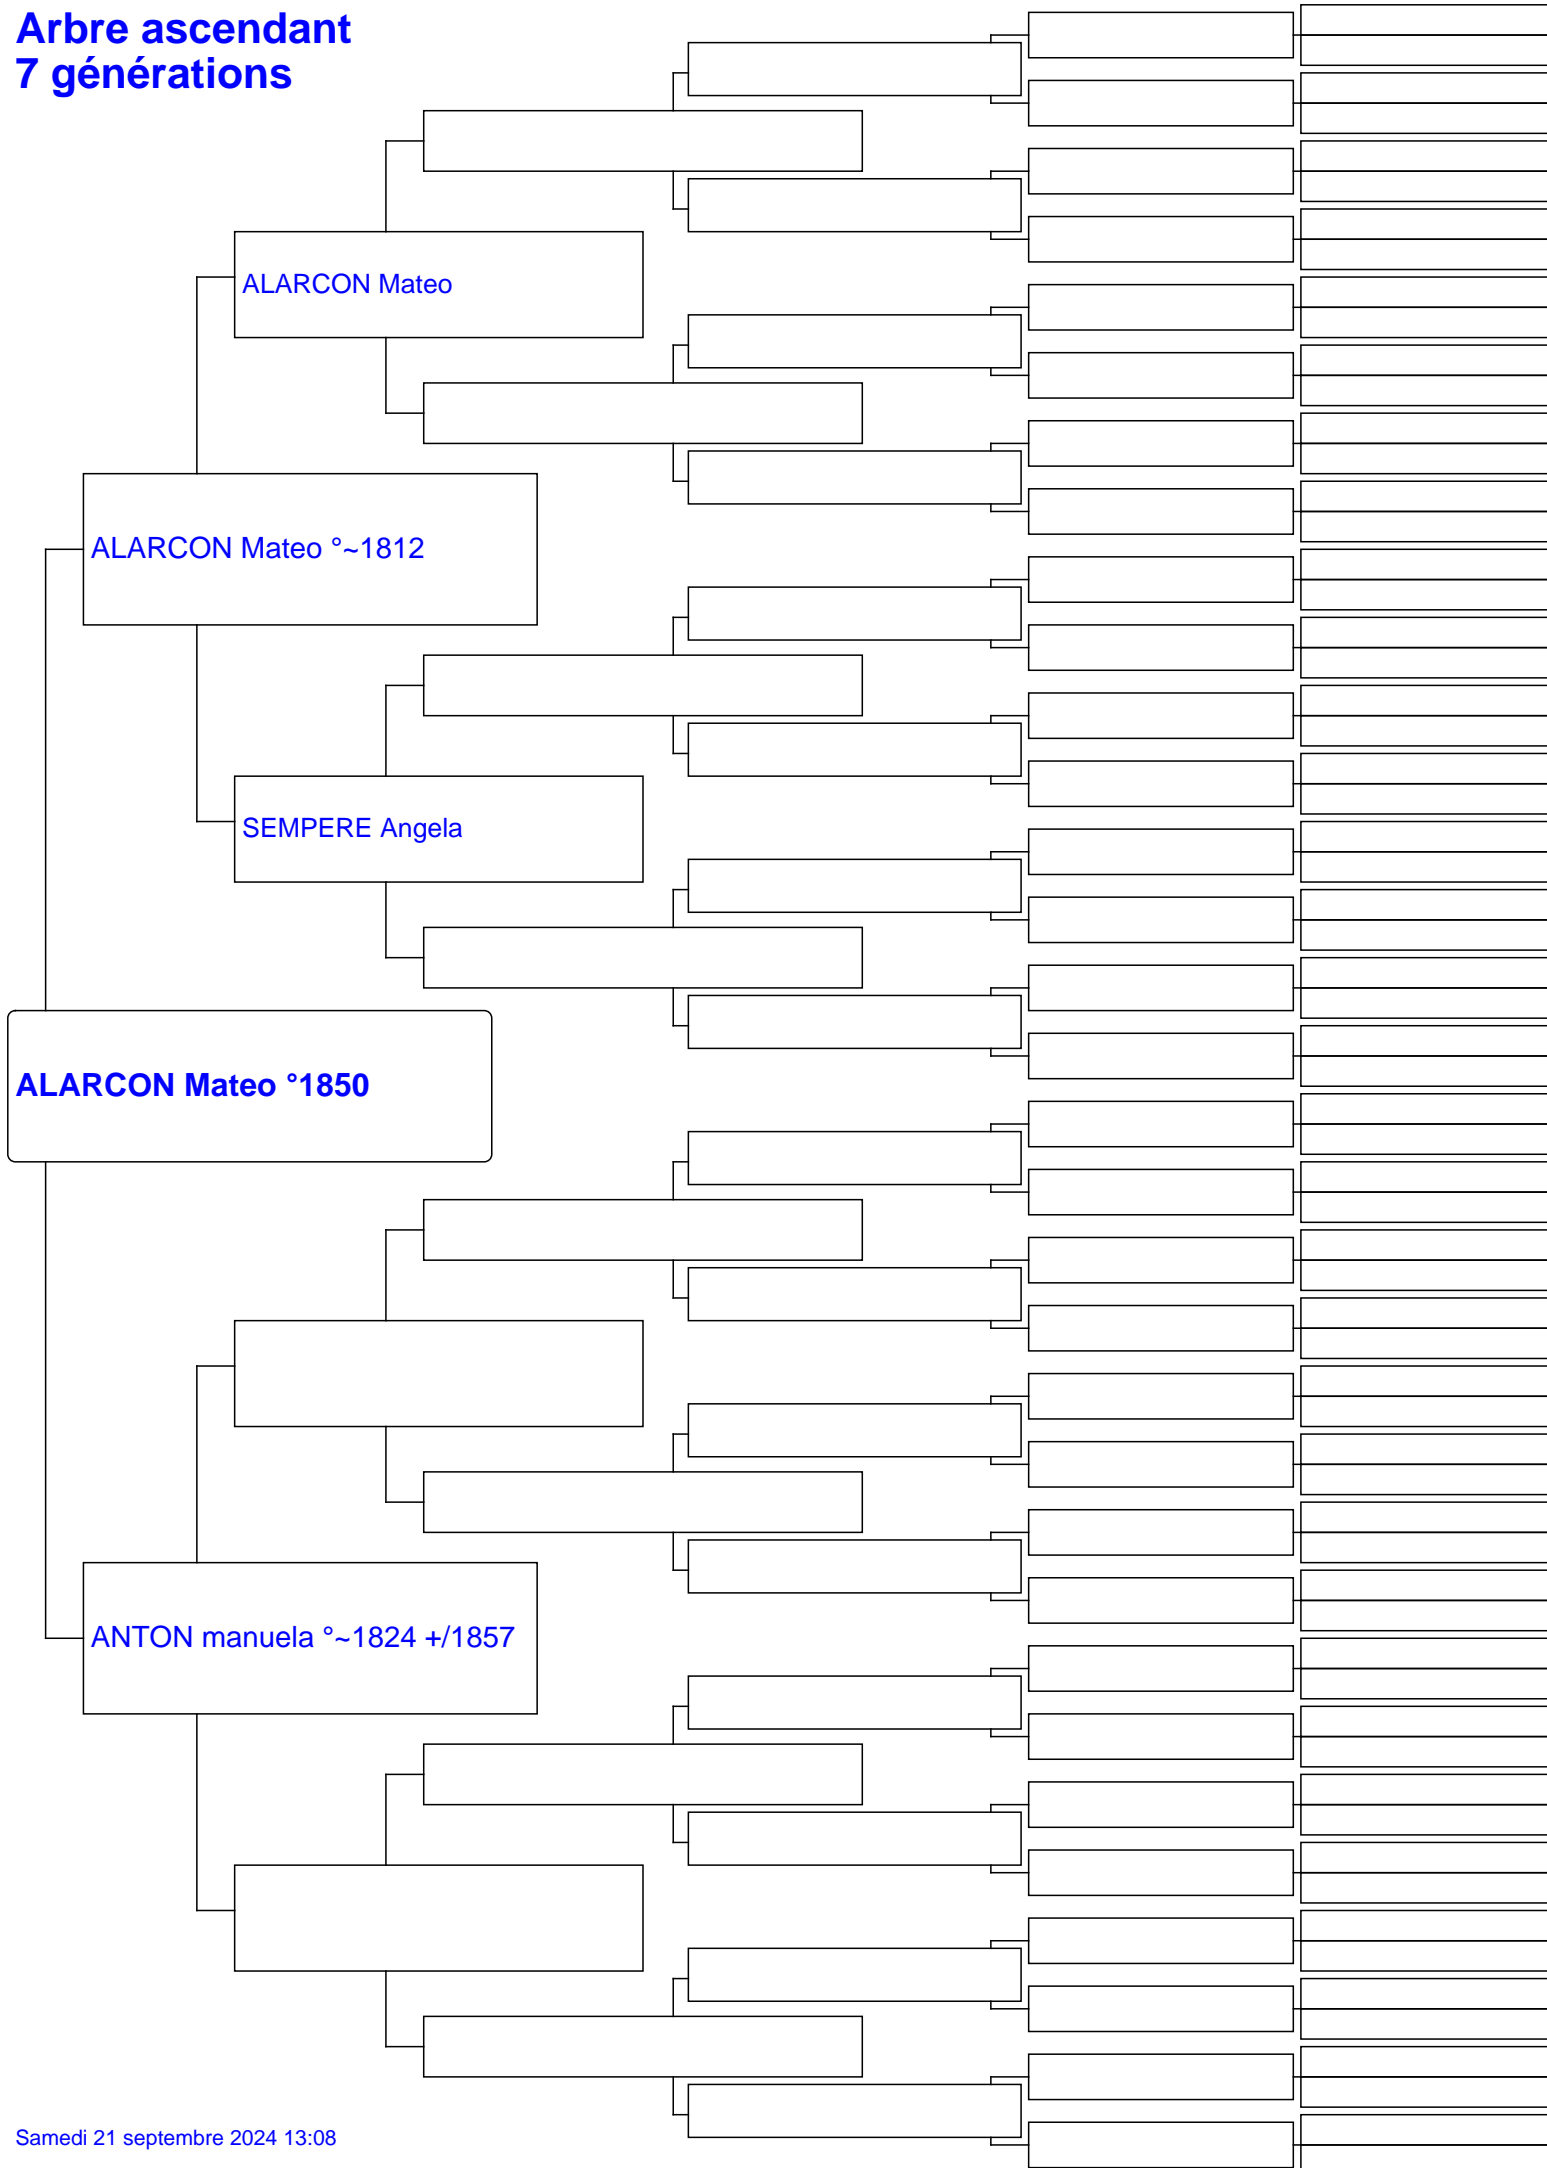 Arbre ascendant
7 générations
ALARCON Mateo
ALARCON Mateo °~1812
SEMPERE Angela
ALARCON Mateo °1850
ANTON manuela °~1824 +/1857
Samedi 21 septembre 2024 13:08